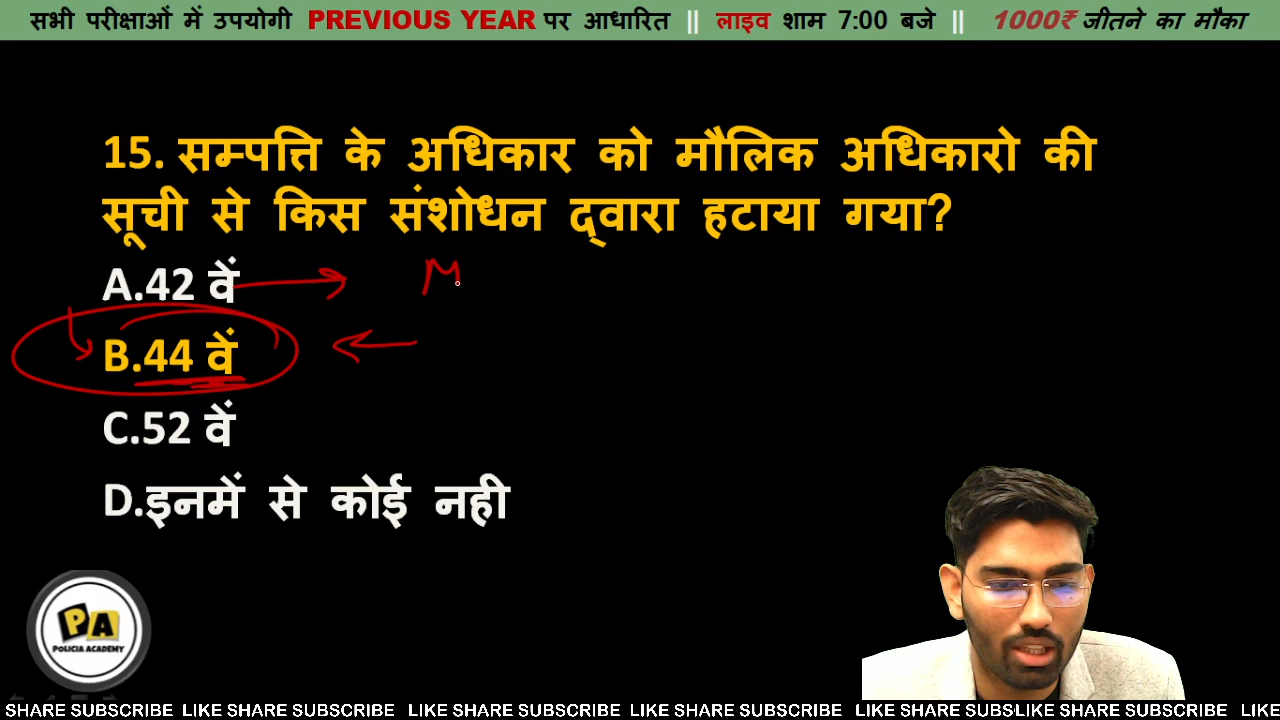 सभी परीक्षाओं में उपयोगी PREVIOUS YEAR पर आधारित || लाइव शाम 7:00 बजे || 1000₹ जीतने का मौका
15. सम्पत्ति के अधिकार को मौलिक अधिकारो की
सूची से किस संशोधन द्वारा हटाया गया?
A.42 वें
M
B.44 वें
C.52 वें
D.इनमें से कोई नही
PA
POLICIA ACADEMY
SHARE SUBSCRIBE LIKE SHARE SUBSCRIBE LIKE SHARE SUBSCRIBE LIKE SHARE SUBSCRIBE LIKE SHARE SUBS LIKE SHARE SUBSCRIBE LIKE